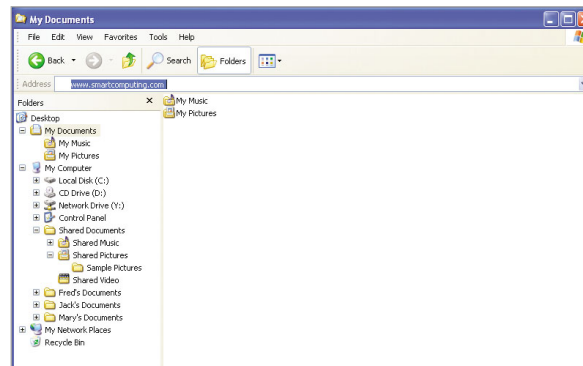 My Documents
File Edit View Favorites Tools Help
Back Search Folders
Address www.smartcomputing.com
Folders
Desktop
My Documents
My Music
My Pictures
My Computer
Local Disk (C:)
CD Drive (D:)
Network Drive (Y:)
Control Panel
Shared Documents
Shared Music
Shared Pictures
Sample Pictures
Shared Video
Fred's Documents
Jack's Documents
Mary's Documents
My Network Places
Recycle Bin
My Music
My Pictures